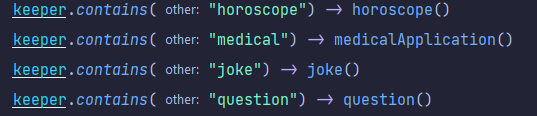 keeper.contains( other: "horoscope") -> horoscope()
keeper.contains( other: "medical") -> medicalApplication()
keeper.contains( other: "joke") -> joke()
keeper.contains( other: "question") -> question()